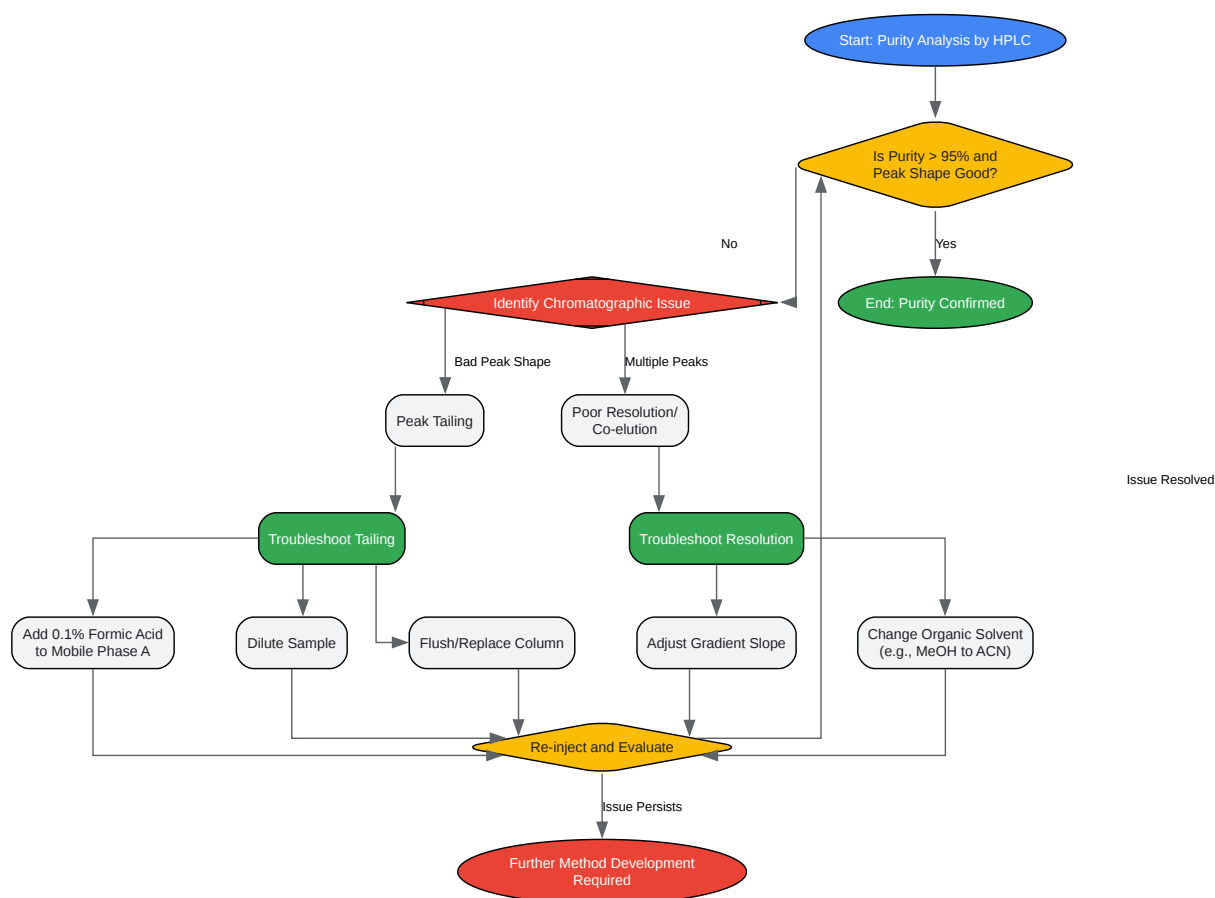 Start: Purity Analysis by HPLC
Is Purity > 95% and
Peak Shape Good?
No
Yes
Identify Chromatographic Issue
End: Purity Confirmed
Bad Peak Shape
Multiple Peaks
Peak Tailing
Poor Resolution/
Co-elution
Issue Resolved
Troubleshoot Tailing
Troubleshoot Resolution
Add 0.1% Formic Acid
to Mobile Phase A
Dilute Sample
Flush/Replace Column
Adjust Gradient Slope
Change Organic Solvent
(e.g., MeOH to ACN)
Re-inject and Evaluate
Issue Persists
Further Method Development
Required